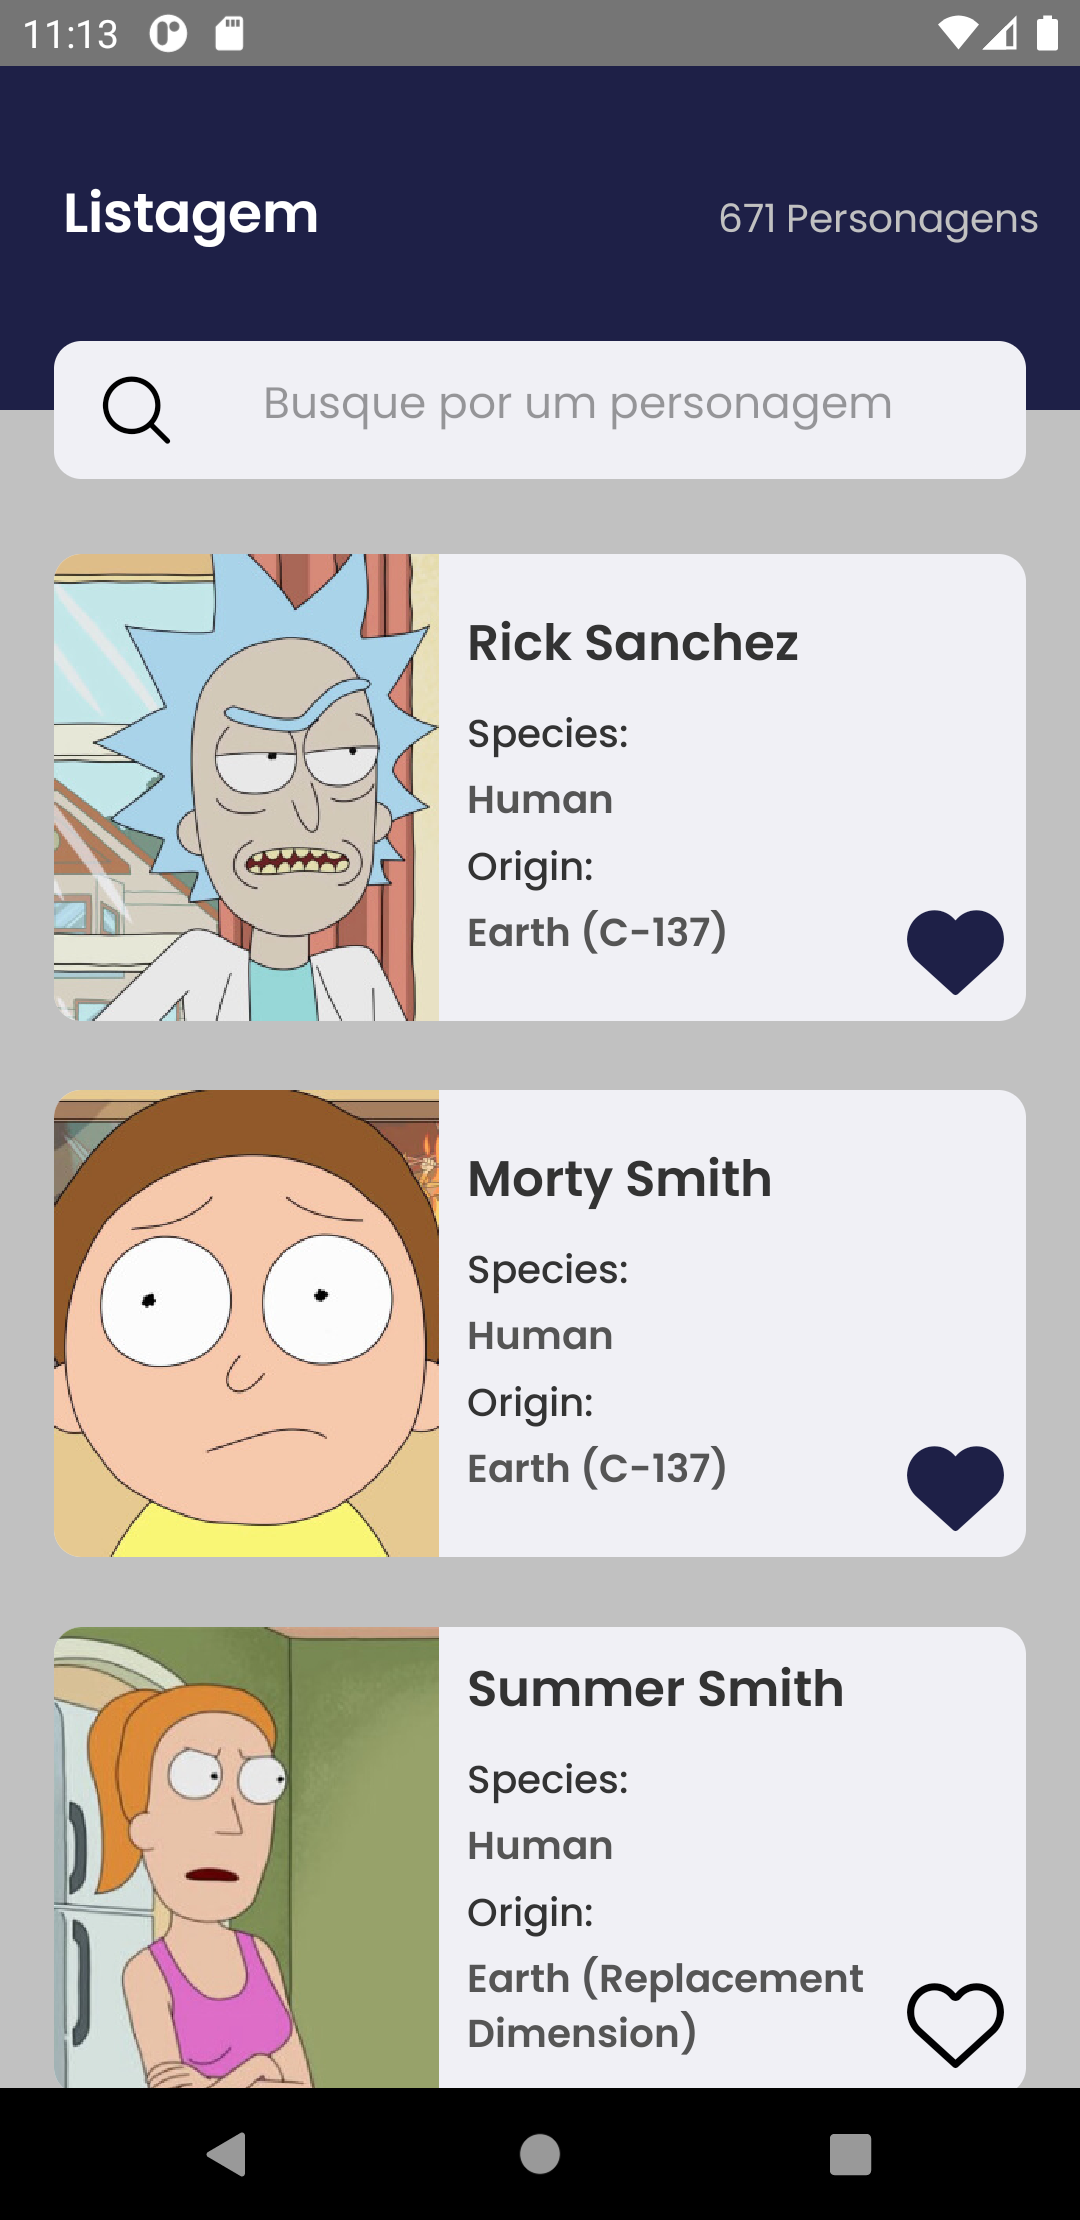 11:13
Listagem
671 Personagens
Busque por um personagem
Rick Sanchez
Species:
Human
Origin:
Earth (C-137)
Morty Smith
Species:
Human
Origin:
Earth (C-137)
Summer Smith
Species:
Human
Origin:
Earth (Replacement
Dimension)